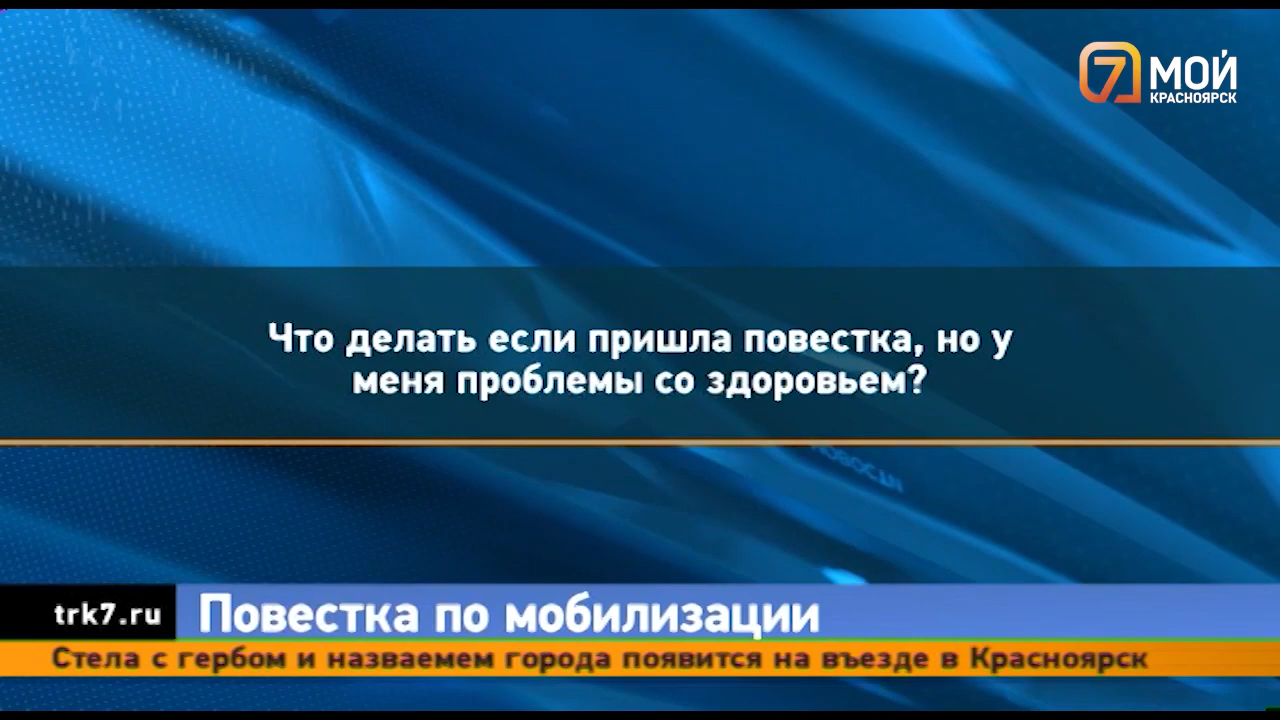 7 МОЙ
КРАСНОЯРСК
Что делать если пришла повестка, но у
меня проблемы со здоровьем?
trk7.ru
Повестка по мобилизации
Стела с гербом иназваемем города появится на въезде в Красноярск